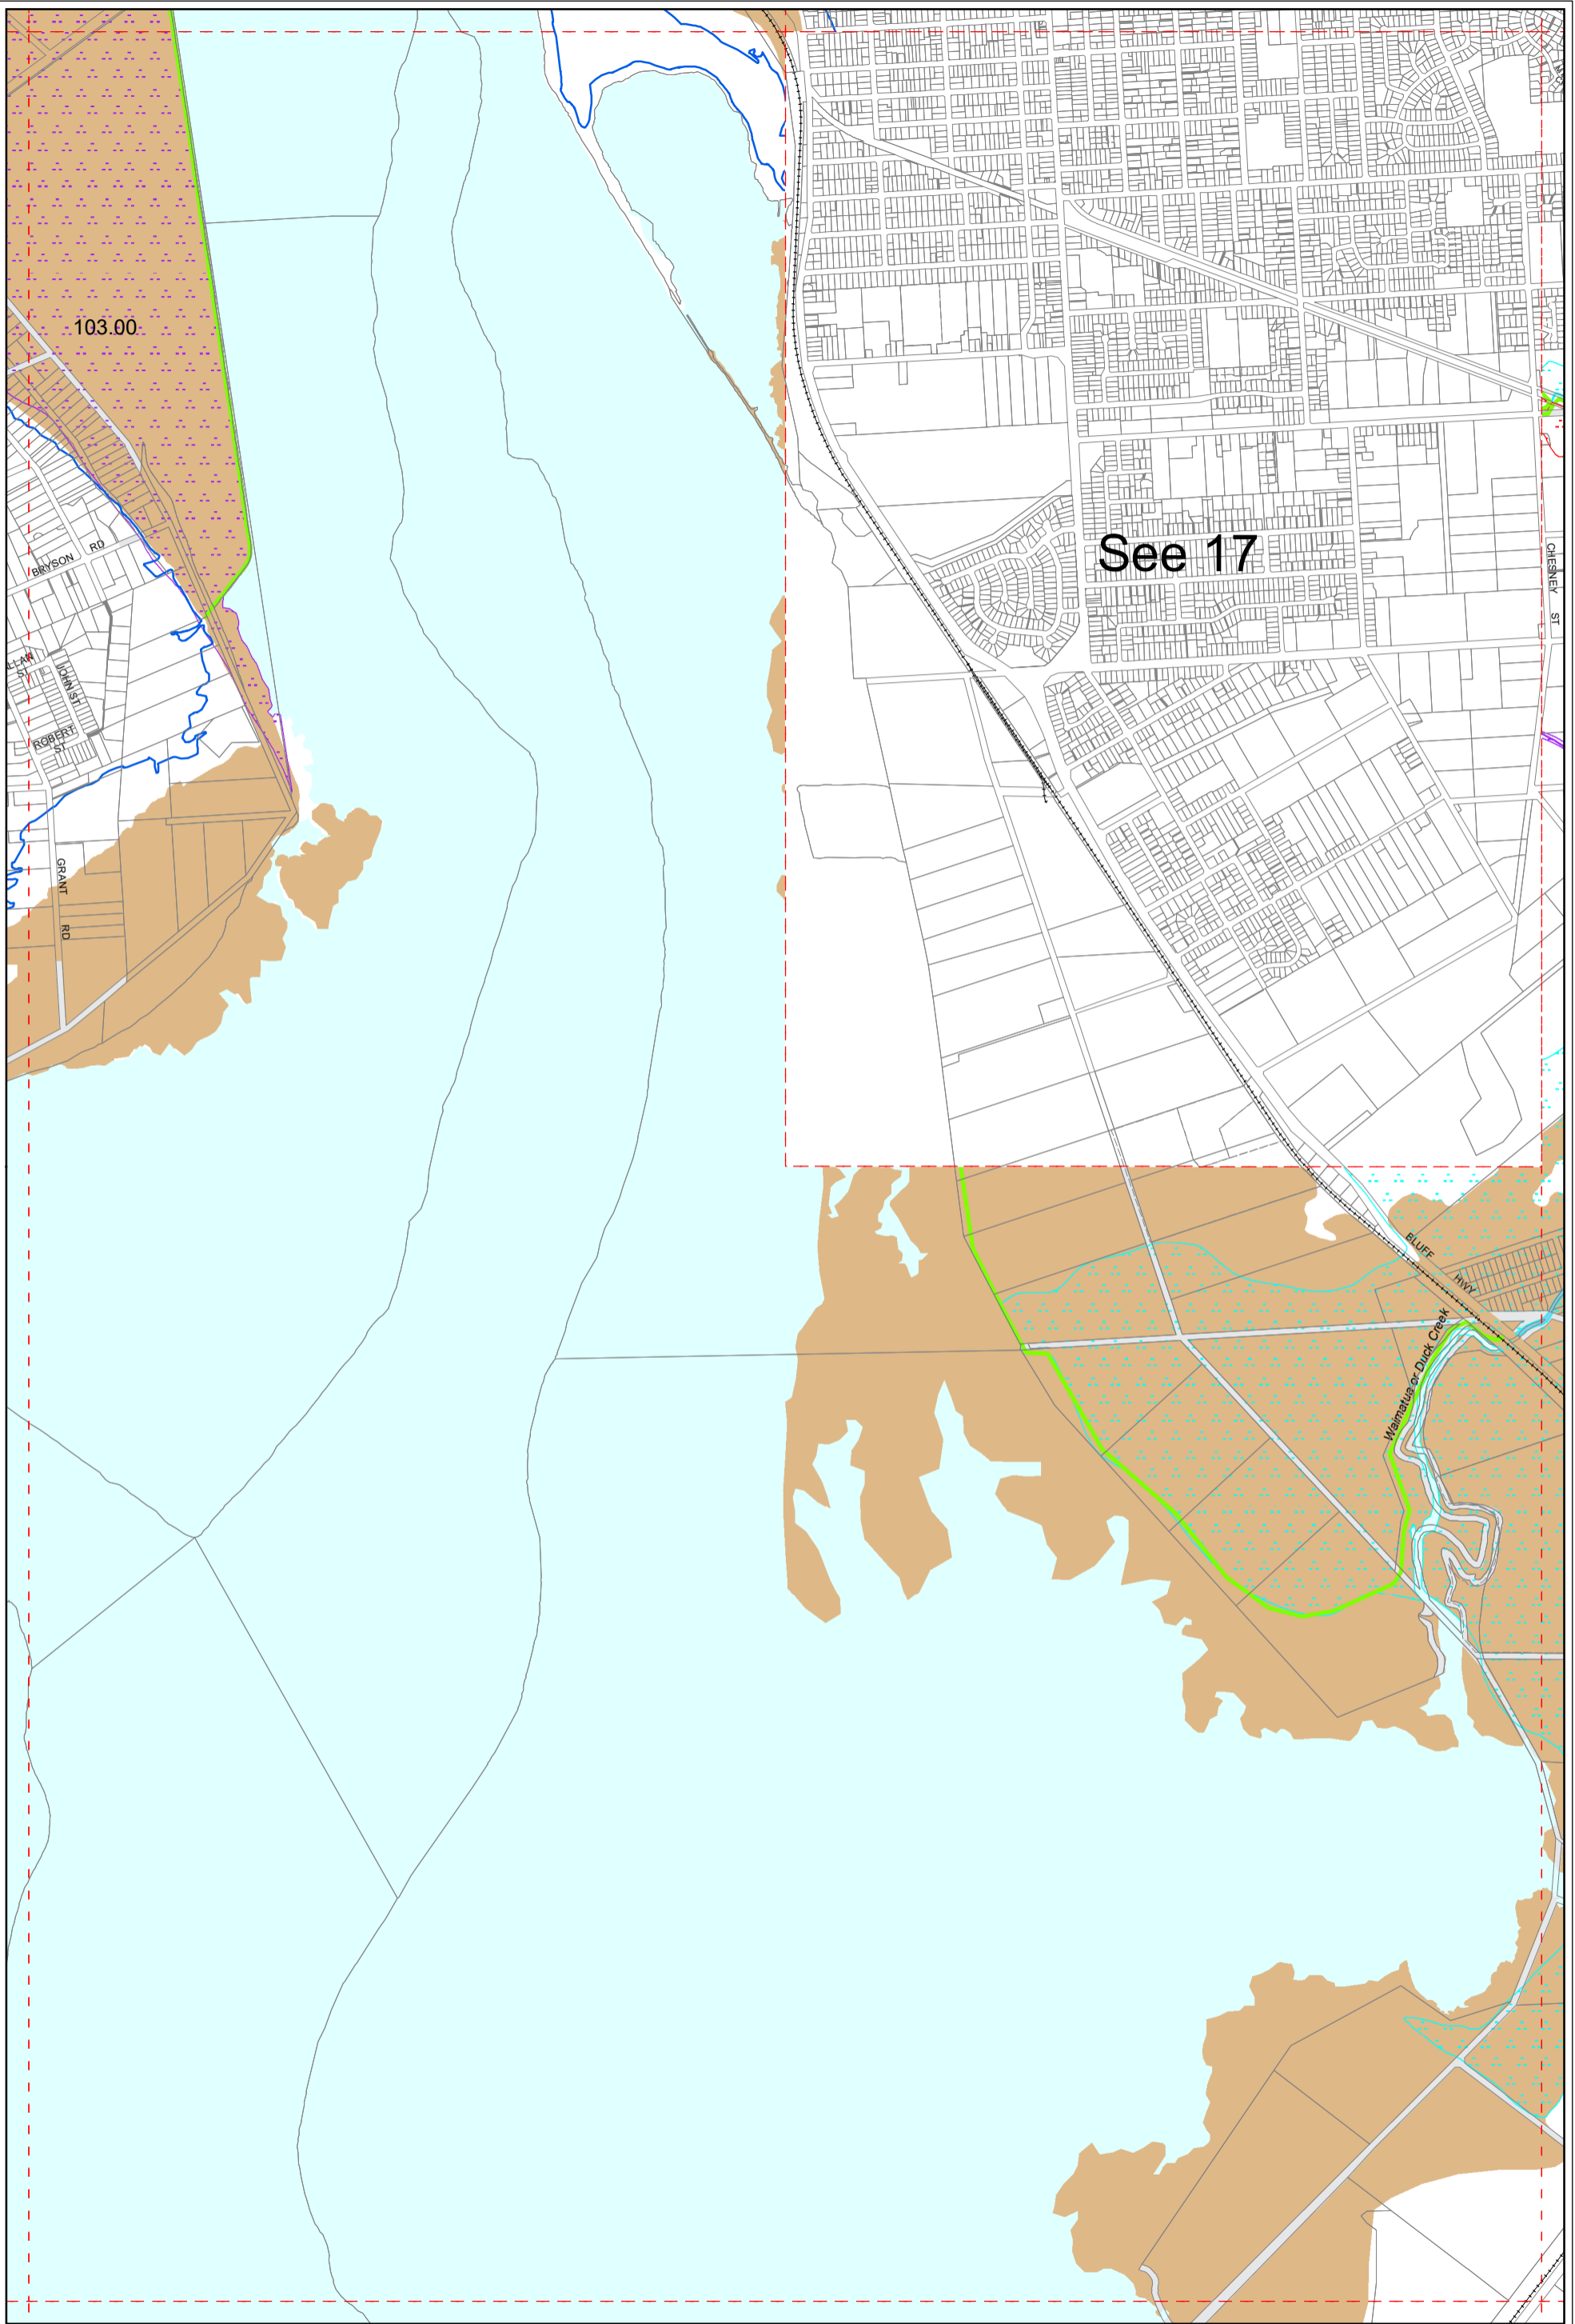 103.00
BRYSON RD
See 17
CHESNEY ST
JOHN ST
ROBERT ST
GRANT RD
BLUFF HWY
Waimatua or Duck Creek